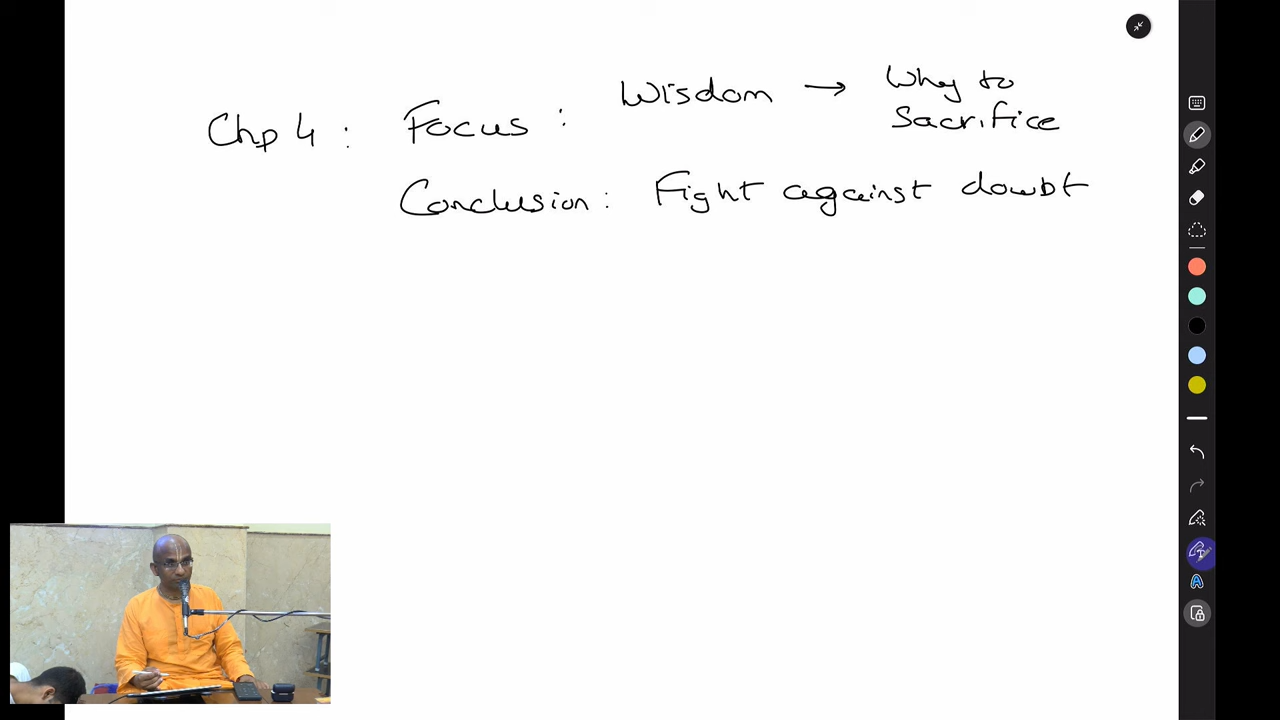 Chp 4 : Focus : Wisdom → Why to
Sacrifice
Conclusion : Fight against doubt